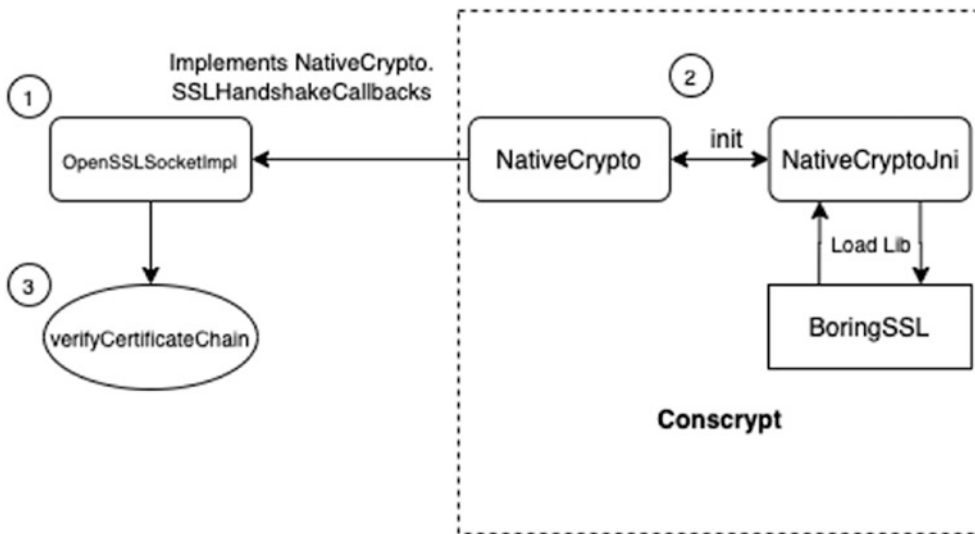 Implements NativeCrypto.
SSLHandshakeCallbacks
1
2
OpenSSLSocketImpl
NativeCrypto
init
NativeCryptoJni
Load Lib
3
verifyCertificateChain
BoringSSL
Conscrypt